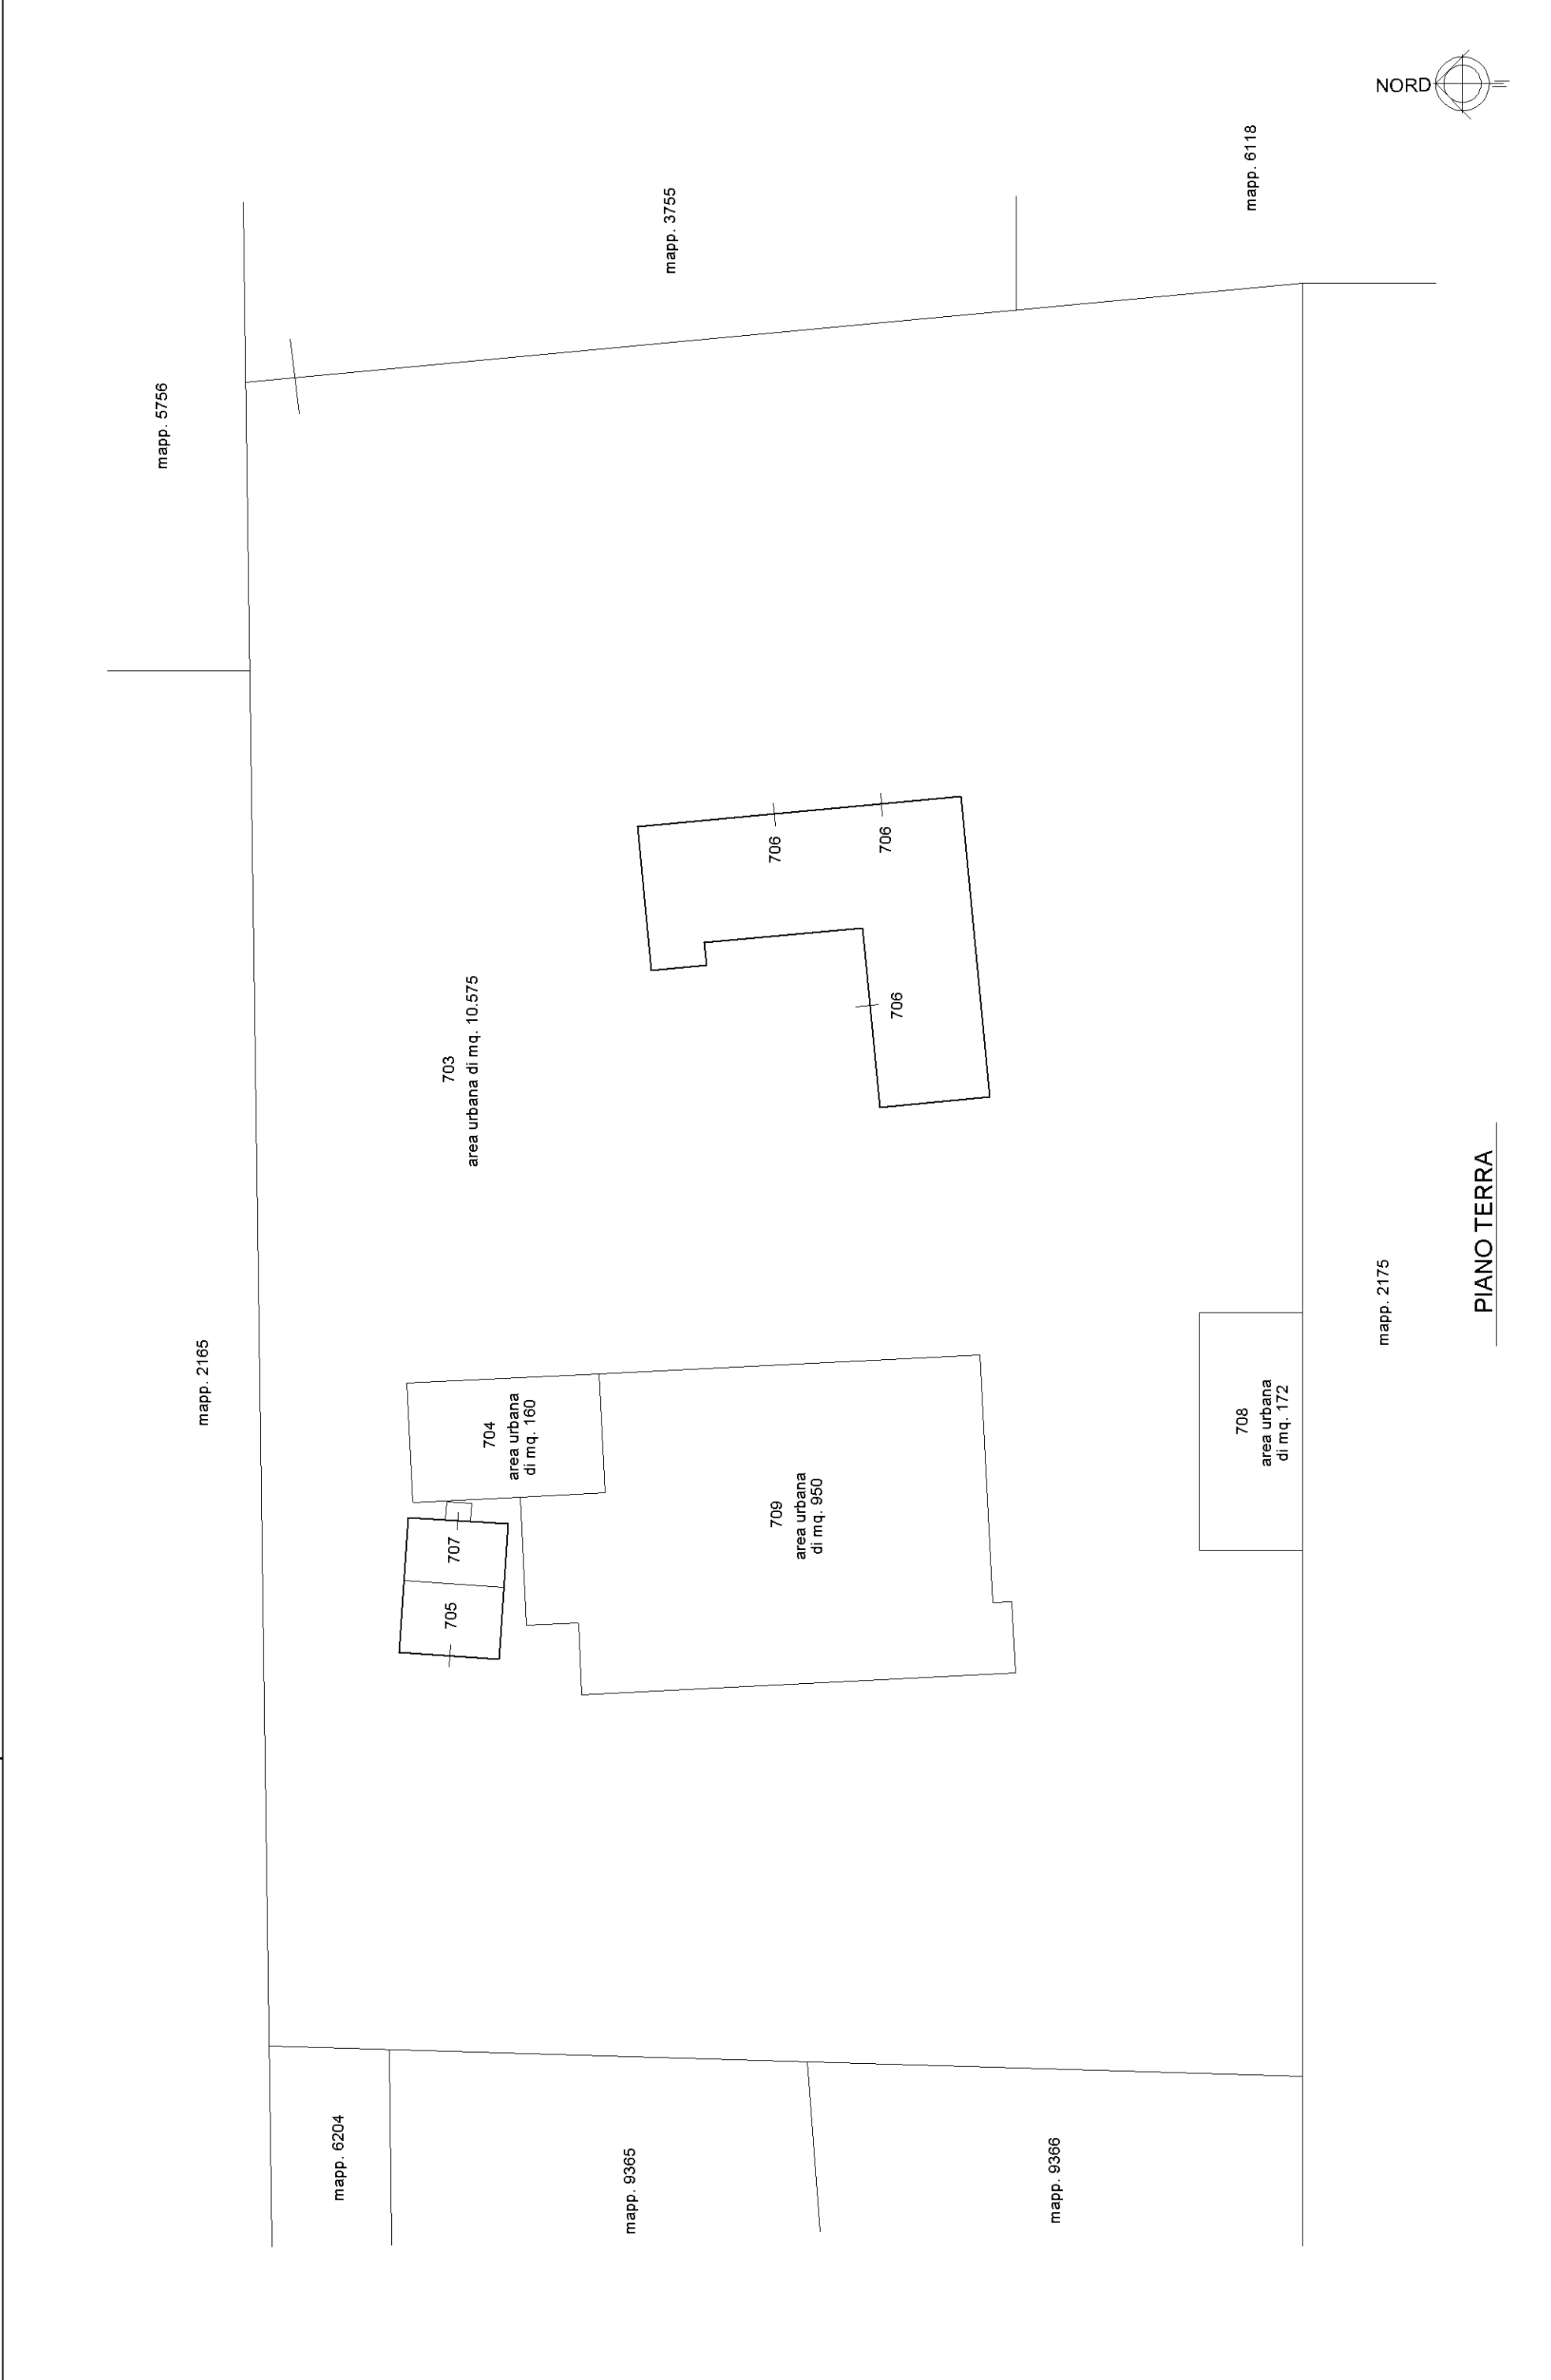 NORD
mapp. 6118
mapp. 3755
mapp. 5756
706
706
706
703
area urbana di mq. 10.575
mapp. 2165
704
area urbana
di mq. 160
707
705
709
area urbana
di mq. 950
708
area urbana
di mq. 172
mapp. 2175
PIANO TERRA
mapp. 6204
mapp. 9365
mapp. 9366